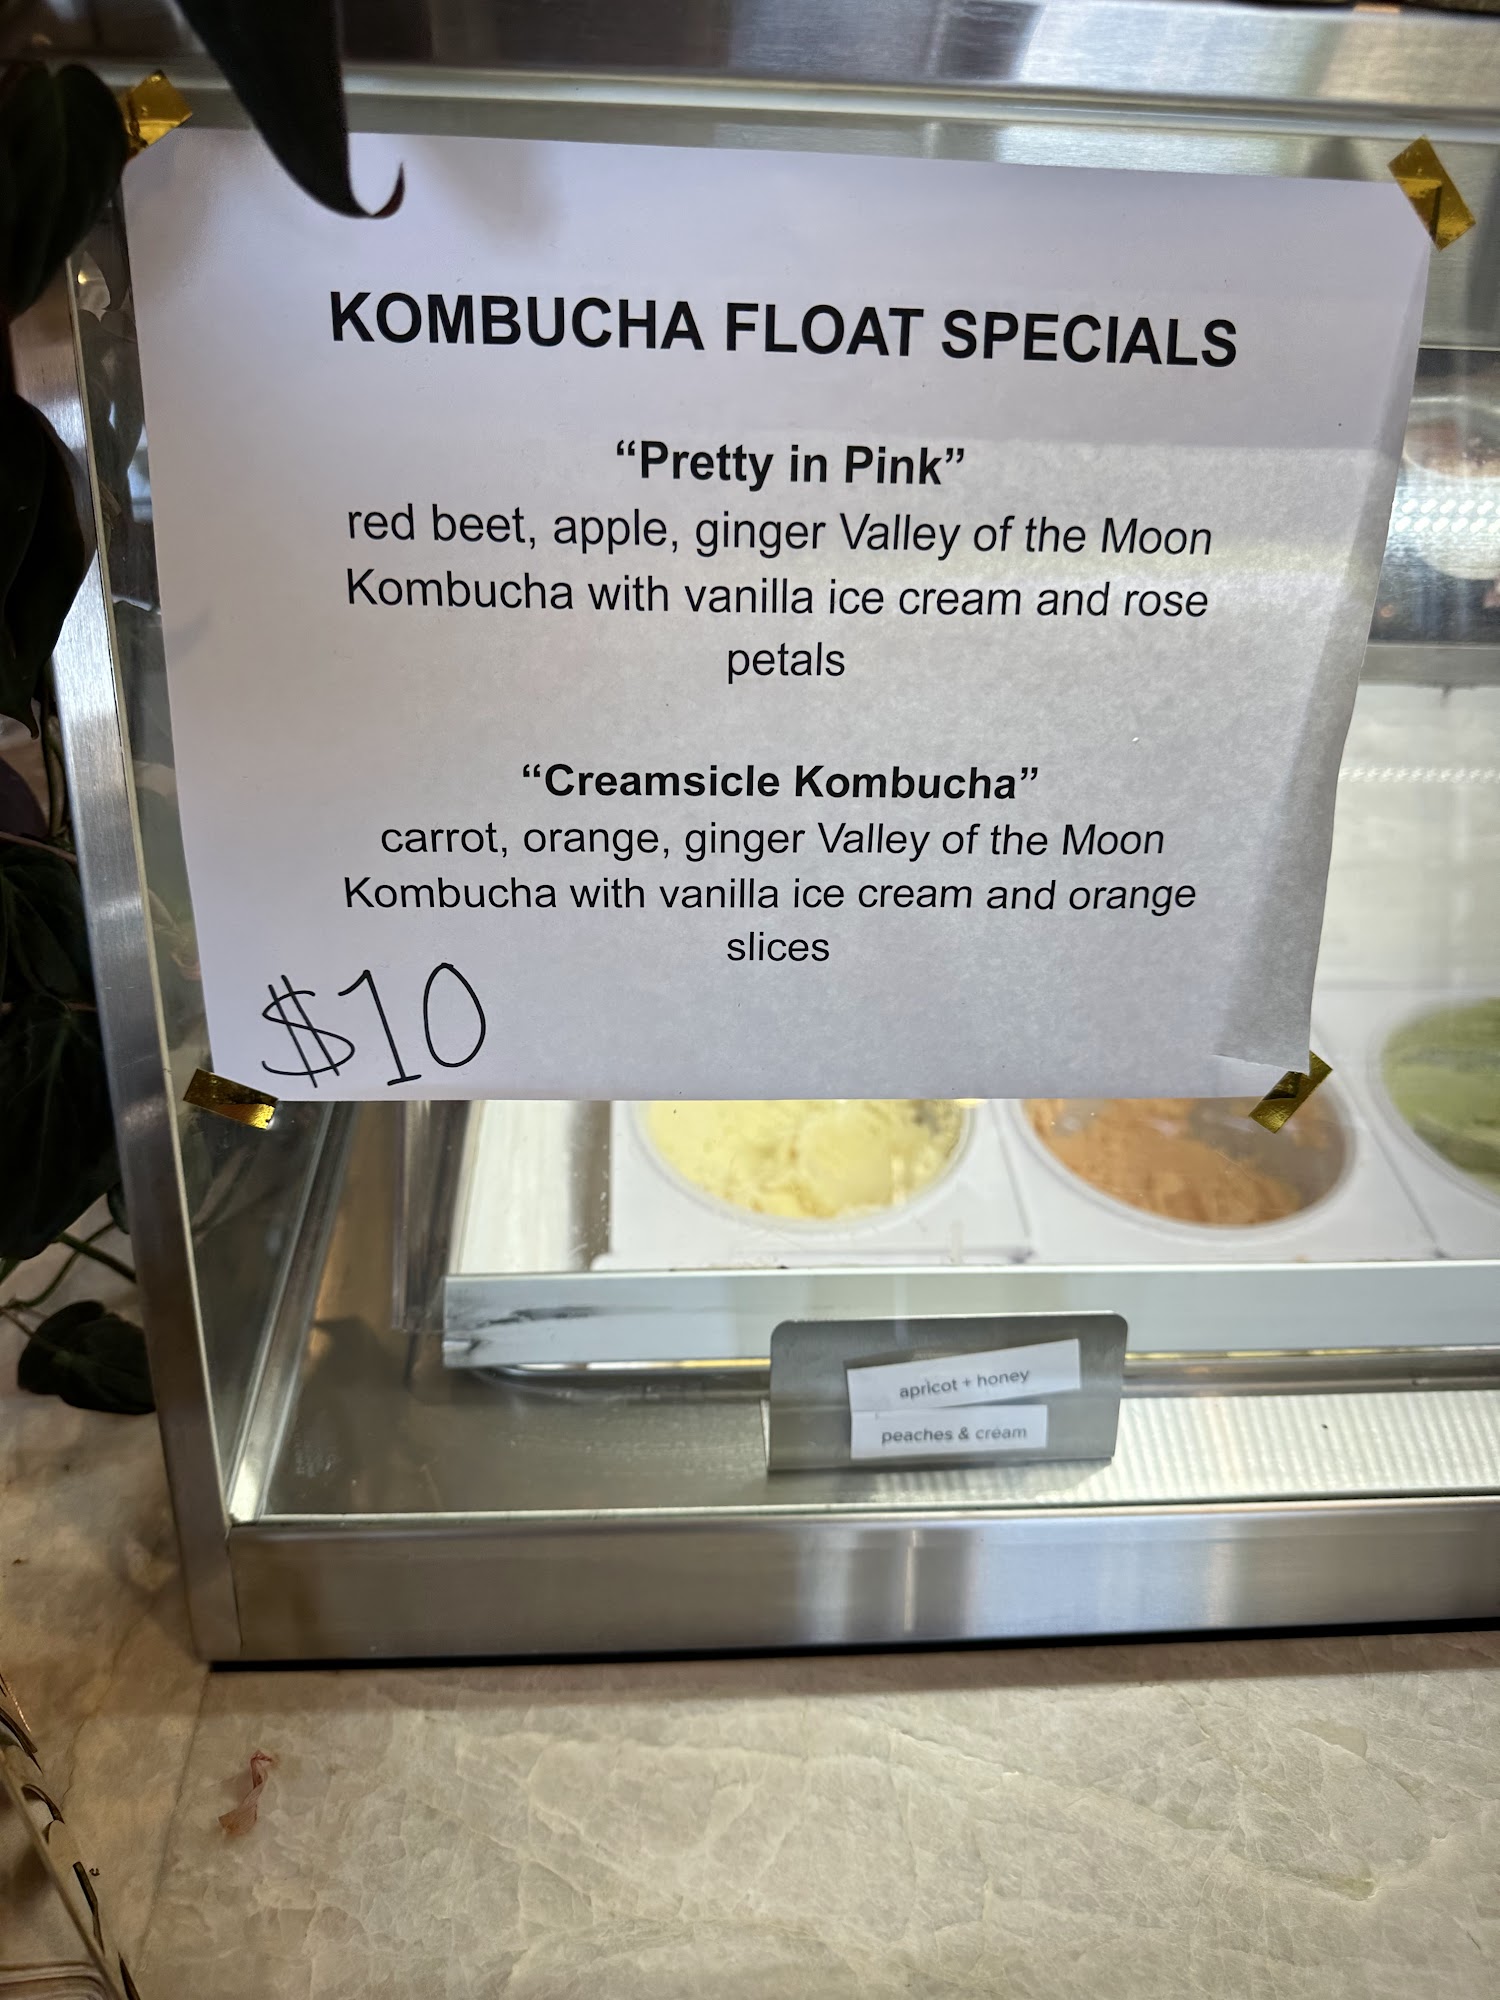 KOMBUCHA FLOAT SPECIALS
“Pretty in Pink”
red beet, apple, ginger Valley of the Moon
Kombucha with vanilla ice cream and rose
petals
“Creamsicle Kombucha”
carrot, orange, ginger Valley of the Moon
Kombucha with vanilla ice cream and orange
slices
$10
apricot + honey
peaches & cream